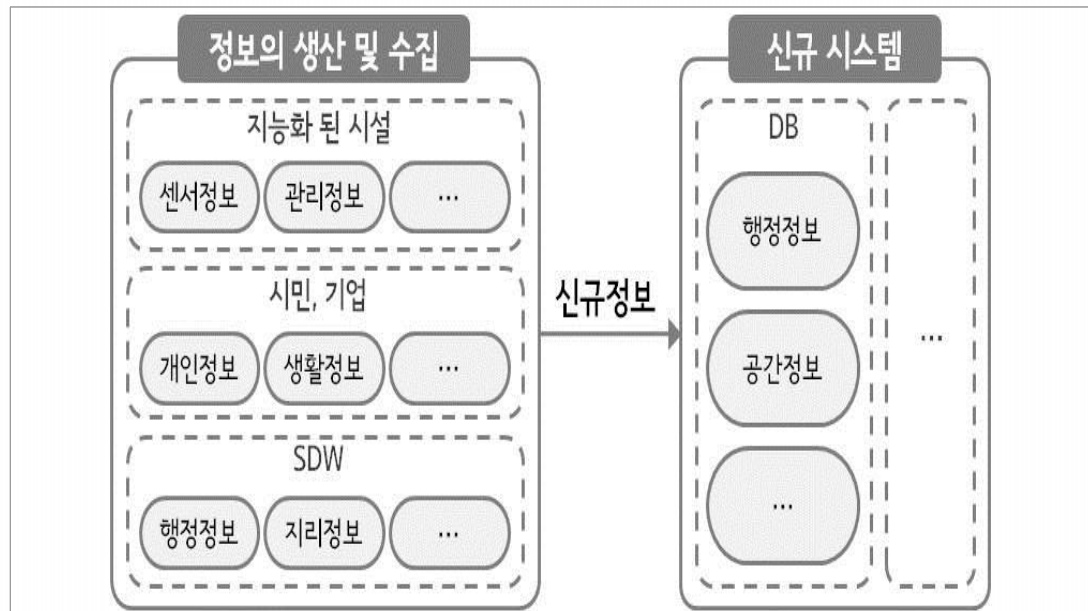 정보의 생산 및 수집
지능화 된 시설
센서정보 관리정보 …
시민, 기업
개인정보 생활정보 …
SDW
행정정보 지리정보 …
신규정보
신규 시스템
DB
행정정보
공간정보
…
…